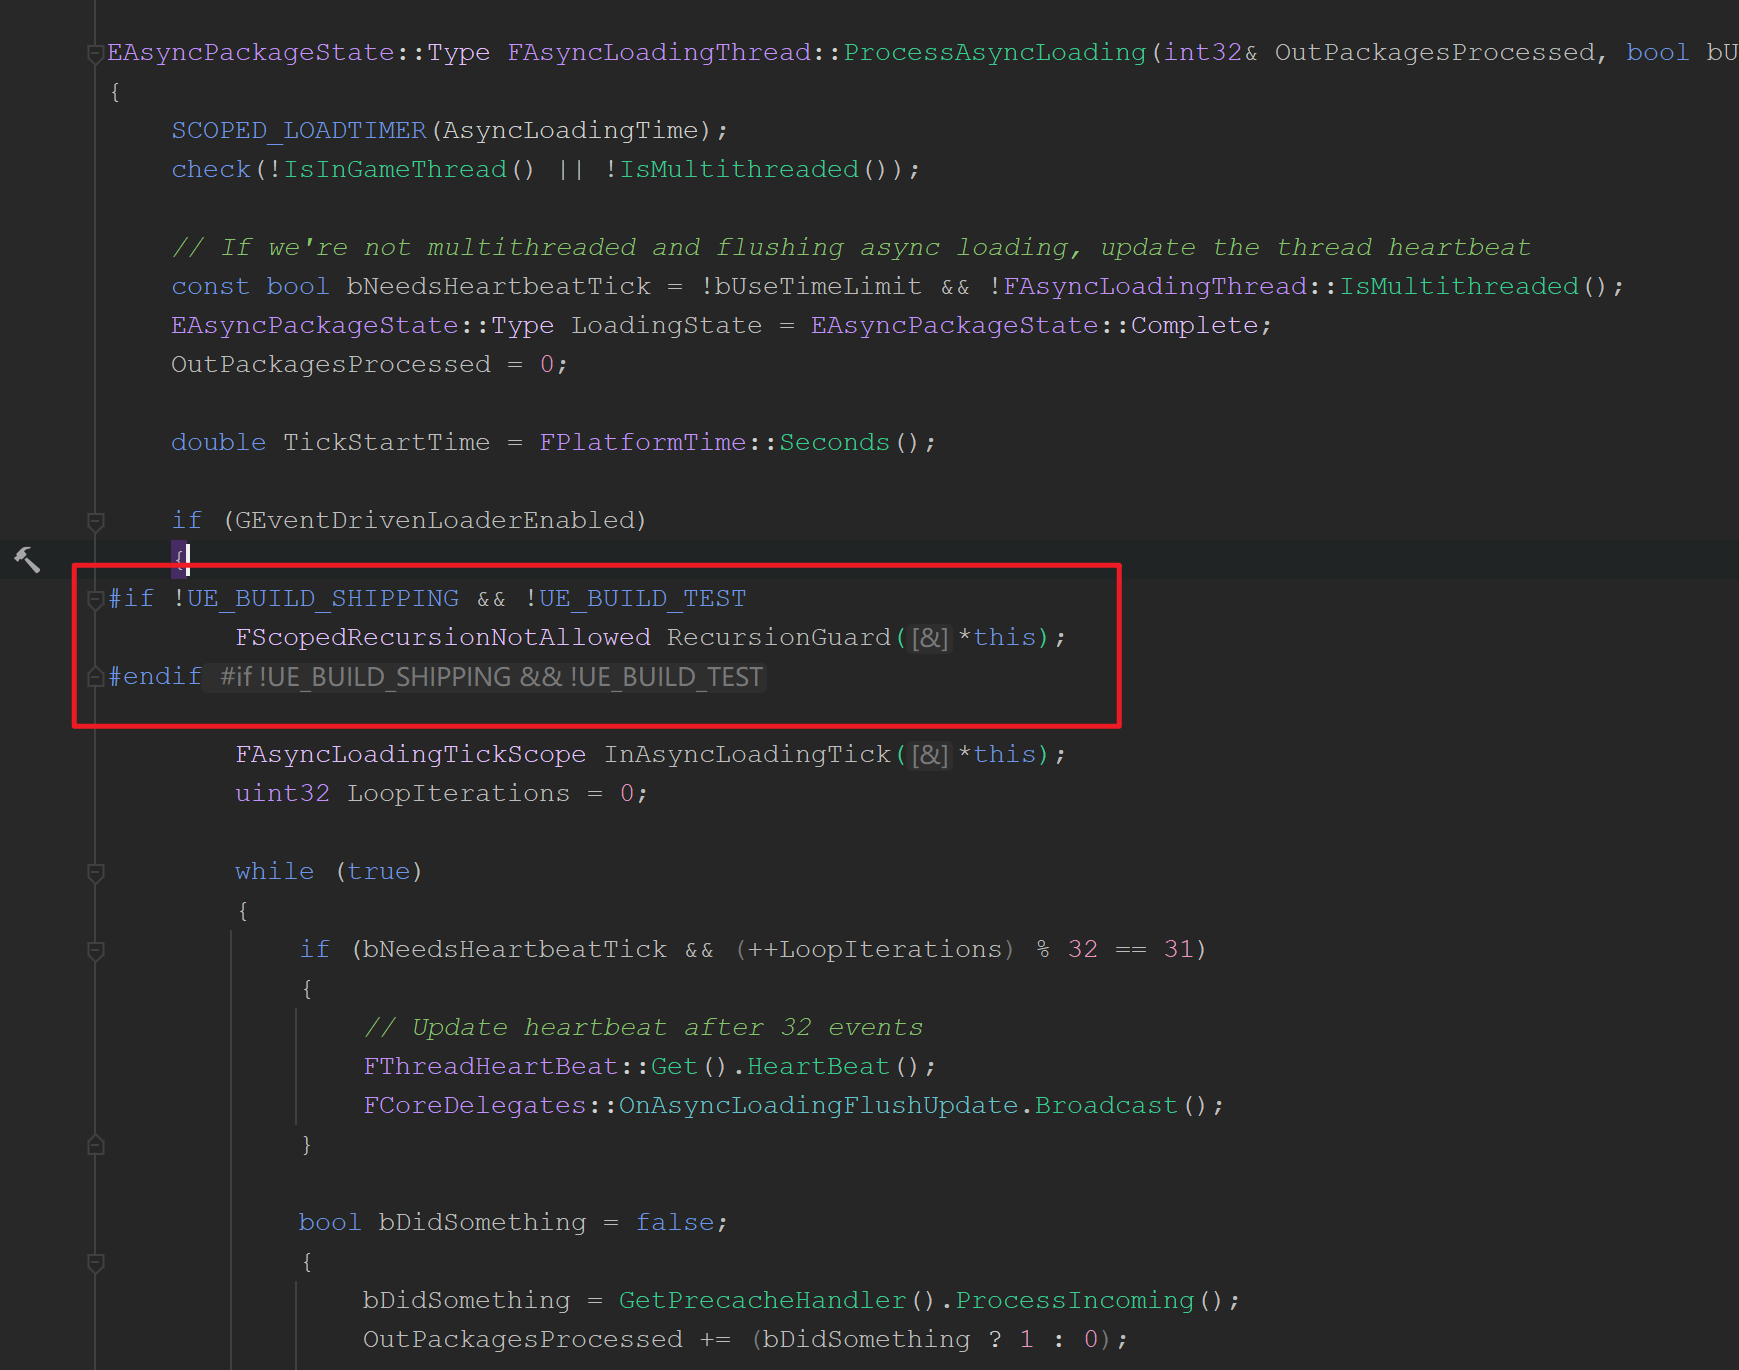 EAsyncPackageState::Type FAsyncLoadingThread::ProcessAsyncLoading(int32& OutPackagesProcessed, bool bU
{
SCOPED_LOADTIMER(AsyncLoadingTime);
check(!IsInGameThread() || !IsMultithreaded());
// If we're not multithreaded and flushing async loading, update the thread heartbeat
const bool bNeedsHeartbeatTick = !bUseTimeLimit && !FAsyncLoadingThread::IsMultithreaded();
EAsyncPackageState::Type LoadingState = EAsyncPackageState::Complete;
OutPackagesProcessed = 0;
double TickStartTime = FPlatformTime::Seconds();
if (GEventDrivenLoaderEnabled)
{
#if !UE_BUILD_SHIPPING && !UE_BUILD_TEST
FScopedRecursionNotAllowed RecursionGuard([&]*this);
#endif #if !UE_BUILD_SHIPPING && !UE_BUILD_TEST
FAsyncLoadingTickScope InAsyncLoadingTick([&]*this);
uint32 LoopIterations = 0;
while (true)
{
if (bNeedsHeartbeatTick && (++LoopIterations) % 32 == 31)
{
// Update heartbeat after 32 events
FThreadHeartBeat::Get().HeartBeat();
FCoreDelegates::OnAsyncLoadingFlushUpdate.Broadcast();
}
bool bDidSomething = false;
{
bDidSomething = GetPrecacheHandler().ProcessIncoming();
OutPackagesProcessed += (bDidSomething ? 1 : 0);